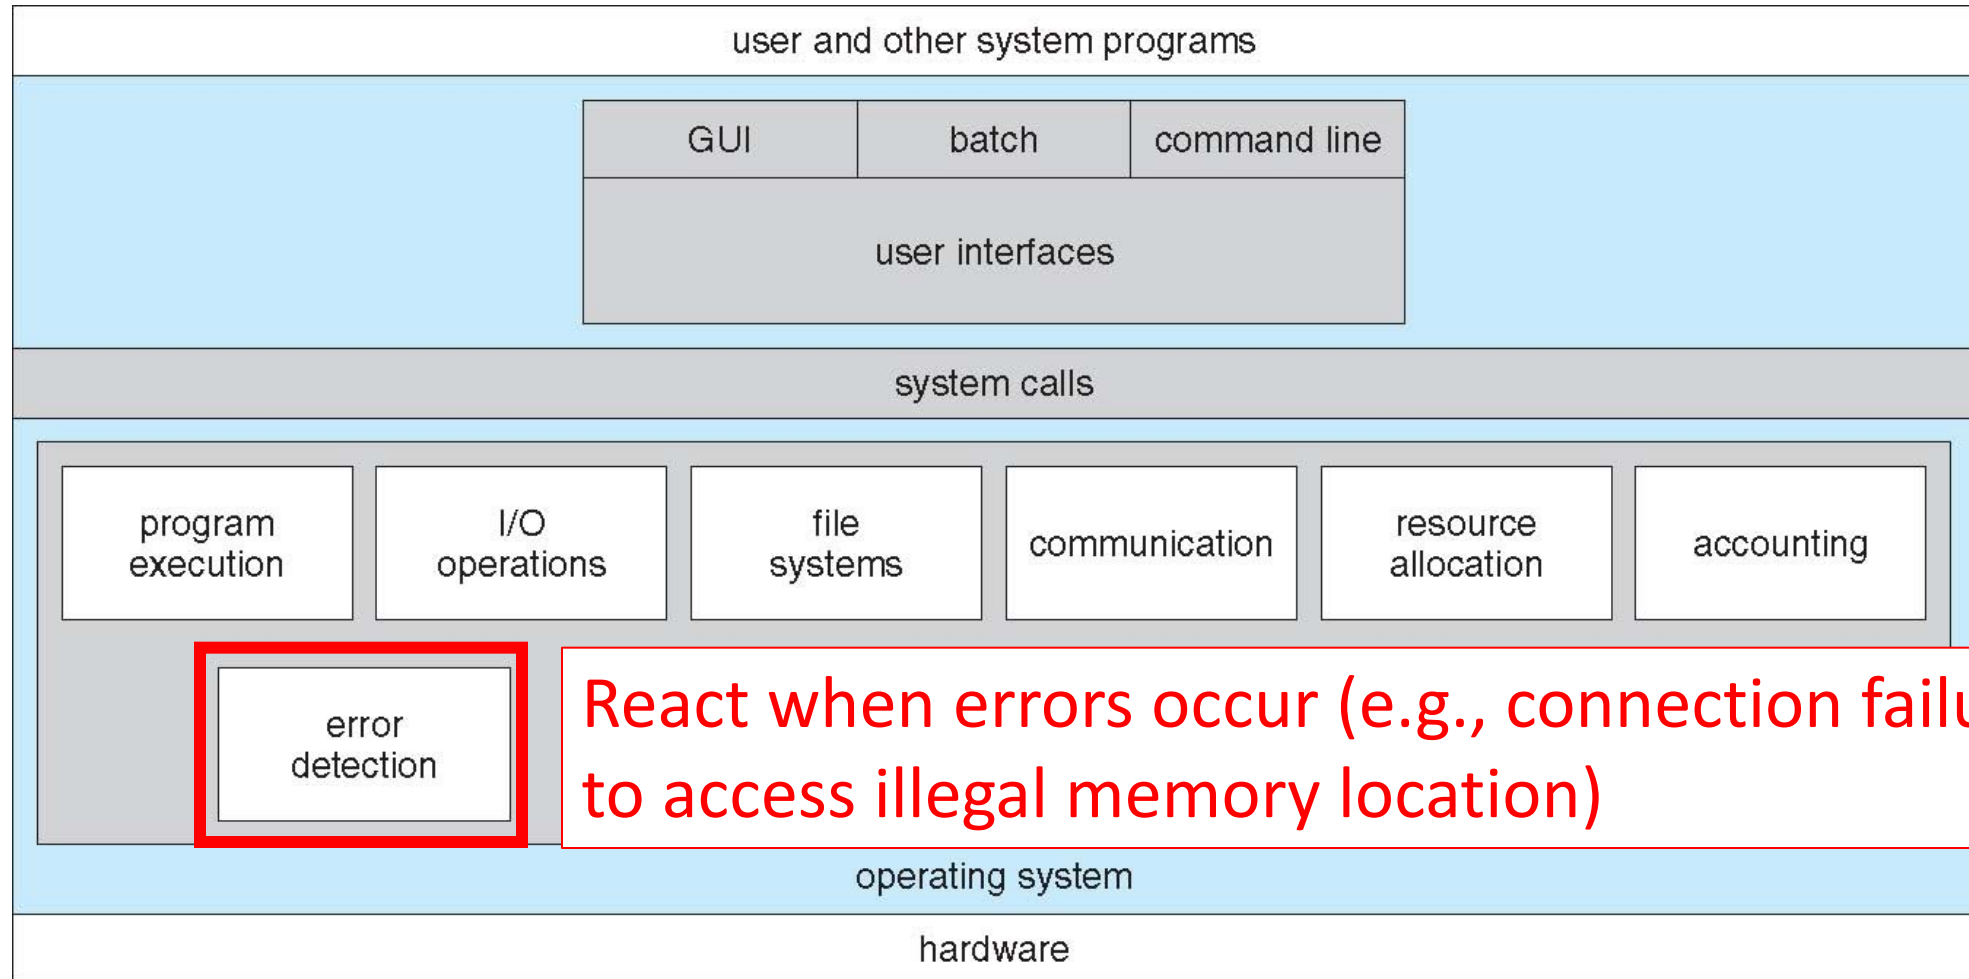 user and other system programs
GUI
batch
command line
user interfaces
system calls
program
execution
I/O
operations
file
systems
communication
resource
allocation
accounting
error
detection
React when errors occur (e.g., connection
to access illegal memory location)
operating system
hardware